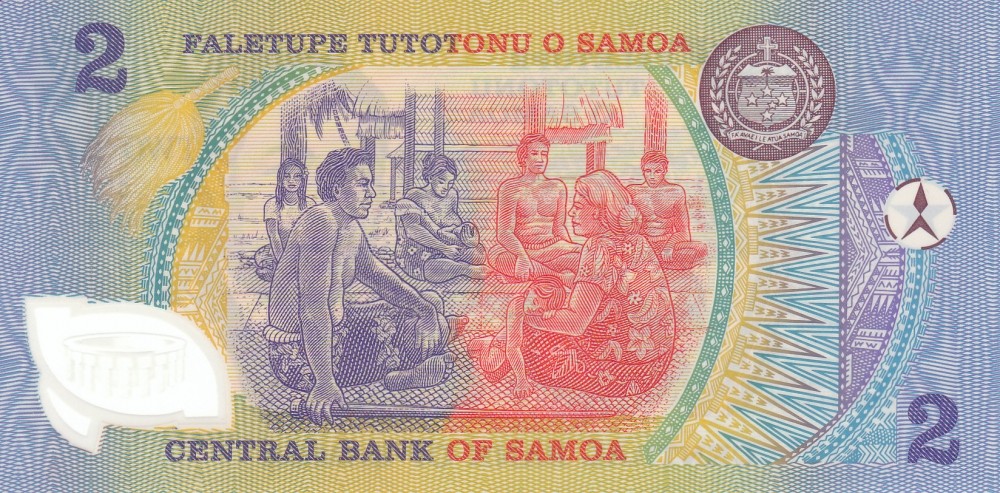 2
FALETUPE TUTOTONU O SAMOA
FA'AVAE I LE ATUA SAMOA
CENTRAL BANK OF SAMOA
2